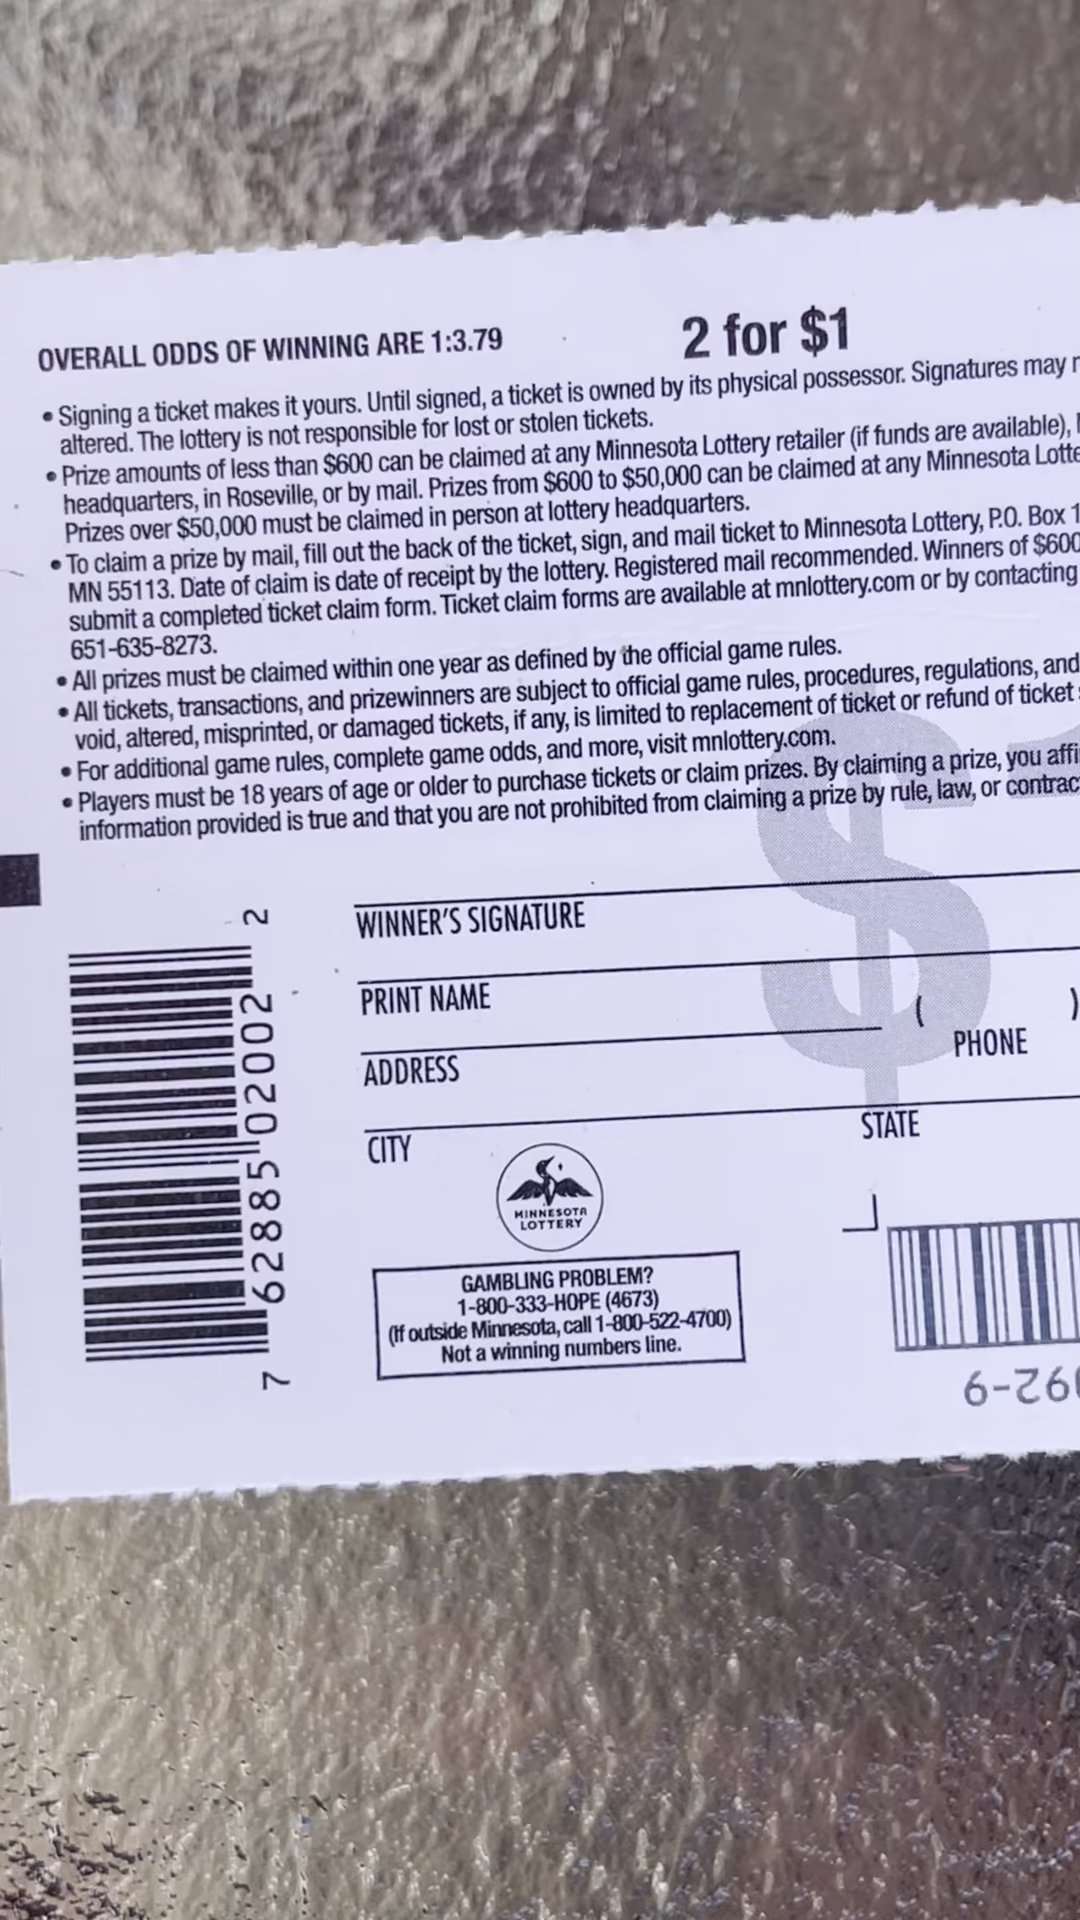 OVERALL ODDS OF WINNING ARE 1:3.79
2 for $1
• Signing a ticket makes it yours. Until signed, a ticket is owned by its physical possessor. Signatures may
altered. The lottery is not responsible for lost or stolen tickets.
• Prize amounts of less than $600 can be claimed at any Minnesota Lottery retailer (if funds are available),
headquarters, in Roseville, or by mail. Prizes from $600 to $50,000 can be claimed at any Minnesota Lotte
Prizes over $50,000 must be claimed in person at lottery headquarters.
• To claim a prize by mail, fill out the back of the ticket, sign, and mail ticket to Minnesota Lottery, P.O. Box 1
MN 55113. Date of claim is date of receipt by the lottery. Registered mail recommended. Winners of $600
submit a completed ticket claim form. Ticket claim forms are available at mnlottery.com or by contacting
651-635-8273.
• All prizes must be claimed within one year as defined by the official game rules.
• All tickets, transactions, and prizewinners are subject to official game rules, procedures, regulations, and
void, altered, misprinted, or damaged tickets, if any, is limited to replacement of ticket or refund of ticket
• For additional game rules, complete game odds, and more, visit mnlottery.com.
• Players must be 18 years of age or older to purchase tickets or claim prizes. By claiming a prize, you affi
information provided is true and that you are not prohibited from claiming a prize by rule, law, or contrac
$
WINNER'S SIGNATURE
PRINT NAME
ADDRESS
( )
PHONE
CITY
STATE
7 62885 02002 2
MINNESOTA
LOTTERY
GAMBLING PROBLEM?
1-800-333-HOPE (4673)
(If outside Minnesota, call 1-800-522-4700)
Not a winning numbers line.